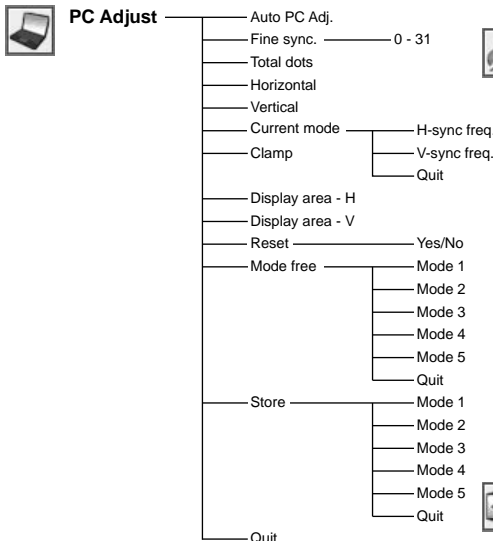 PC Adjust
Auto PC Adj.
Fine sync.
0 - 31
Total dots
Horizontal
Vertical
Current mode
H-sync freq.
Clamp
V-sync freq.
Quit
Display area - H
Display area - V
Reset
Yes/No
Mode free
Mode 1
Mode 2
Mode 3
Mode 4
Mode 5
Quit
Store
Mode 1
Mode 2
Mode 3
Mode 4
Mode 5
Quit
Quit